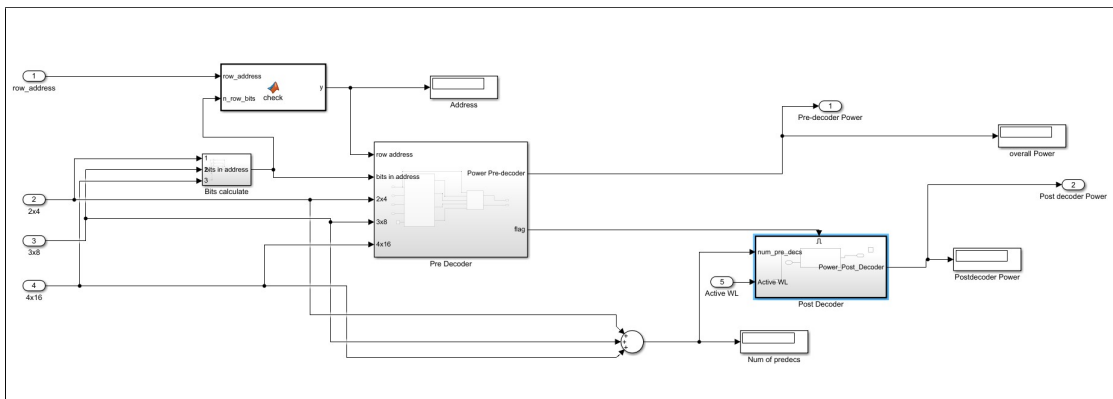 1
row_address
row_address
n_row_bits
check
y
Address
1
Pre-decoder Power
overall Power
1
2
3
bits in address
Bits calculate
row address
bits in address
2x4
3x8
4x16
Power Pre-decoder
flag
Pre Decoder
2
2x4
3
3x8
4
4x16
2
Post decoder Power
num_pre_decs
Active WL
Power_Post_Decoder
Post Decoder
Postdecoder Power
5
Active WL
+
+
+
Num of predecs